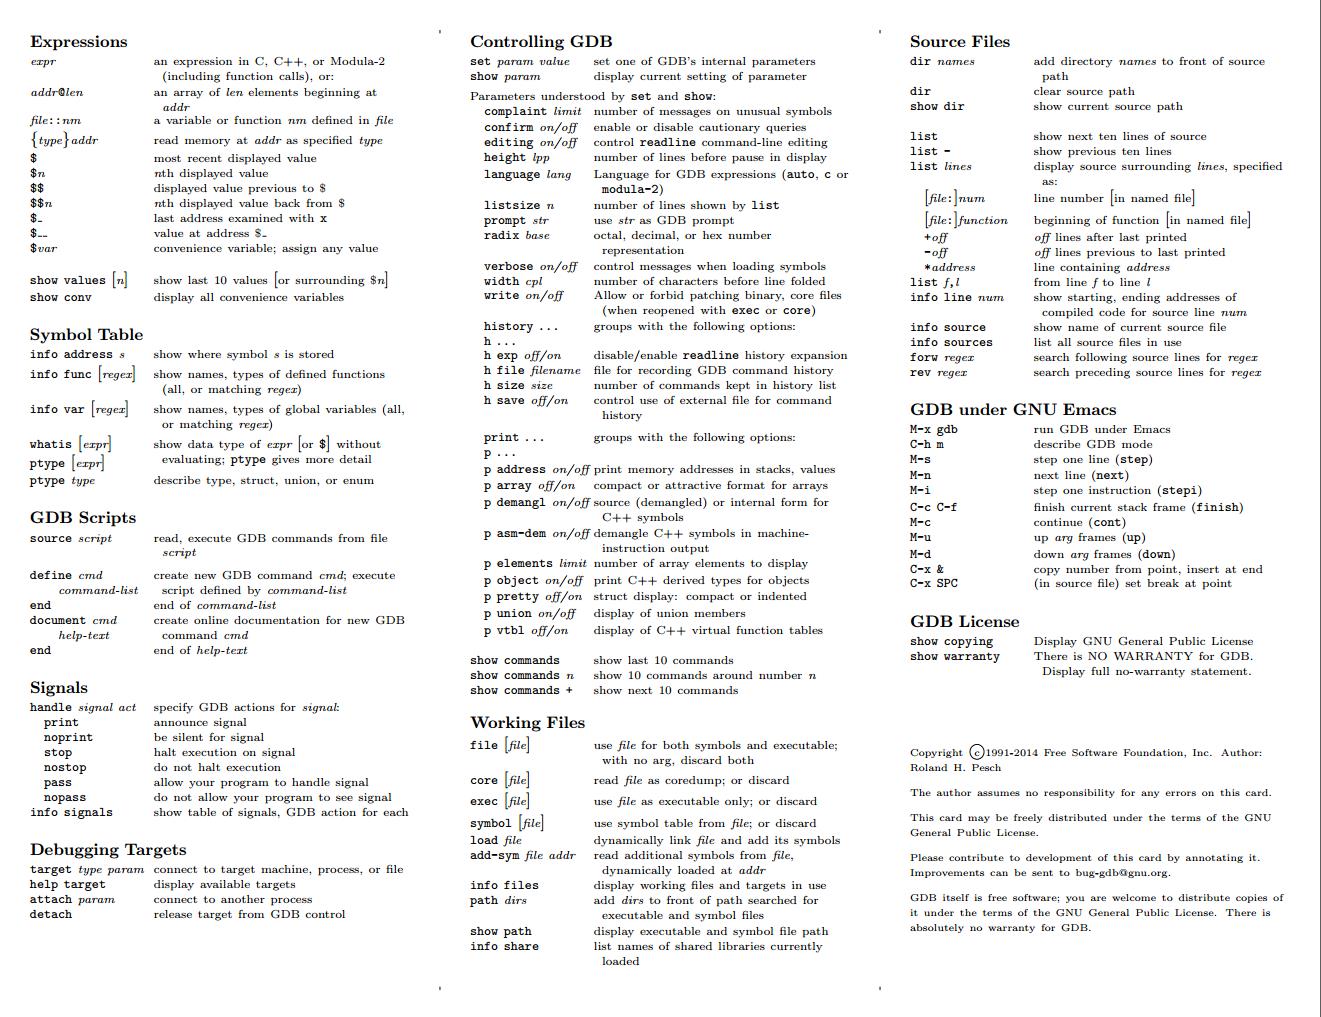 Expressions
expr an expression in C, C++, or Modula-2
(including function calls), or:
addr@len an array of len elements beginning at
addr
file::nm a variable or function nm defined in file
{type}addr read memory at addr as specified type
$ most recent displayed value
$n nth displayed value
$$ displayed value previous to $
$$n nth displayed value back from $
$_ last address examined with x
$__ value at address $_
$var convenience variable; assign any value
show values [n] show last 10 values [or surrounding $n]
show conv display all convenience variables
Symbol Table
info address s show where symbol s is stored
info func [regex] show names, types of defined functions
(all, or matching regex)
info var [regex] show names, types of global variables (all,
or matching regex)
whatis [expr] show data type of expr [or $] without
ptype [expr] evaluating; ptype gives more detail
ptype type describe type, struct, union, or enum
GDB Scripts
source script read, execute GDB commands from file
script
define cmd create new GDB command cmd; execute
command-list script defined by command-list
end end of command-list
document cmd create online documentation for new GDB
help-text command cmd
end end of help-text
Signals
handle signal act specify GDB actions for signal:
print announce signal
noprint be silent for signal
stop halt execution on signal
nostop do not halt execution
pass allow your program to handle signal
nopass do not allow your program to see signal
info signals show table of signals, GDB action for each
Debugging Targets
target type param connect to target machine, process, or file
help target display available targets
attach param connect to another process
detach release target from GDB control
Controlling GDB
set param value set one of GDB's internal parameters
show param display current setting of parameter
Parameters understood by set and show:
complaint limit number of messages on unusual symbols
confirm on/off enable or disable cautionary queries
editing on/off control readline command-line editing
height lpp number of lines before pause in display
language lang Language for GDB expressions (auto, c or
modula-2)
listsize n number of lines shown by list
prompt str use str as GDB prompt
radix base octal, decimal, or hex number
representation
verbose on/off control messages when loading symbols
width cpl number of characters before line folded
write on/off Allow or forbid patching binary, core files
(when reopened with exec or core)
history ... groups with the following options:
h ...
h exp off/on disable/enable readline history expansion
h file filename file for recording GDB command history
h size size number of commands kept in history list
h save off/on control use of external file for command
history
print ... groups with the following options:
p ...
p address on/off print memory addresses in stacks, values
p array off/on compact or attractive format for arrays
p demangl on/off source (demangled) or internal form for
C++ symbols
p asm-dem on/off demangle C++ symbols in machine-
instruction output
p elements limit number of array elements to display
p object on/off print C++ derived types for objects
p pretty off/on struct display: compact or indented
p union on/off display of union members
p vtbl off/on display of C++ virtual function tables
show commands show last 10 commands
show commands n show 10 commands around number n
show commands + show next 10 commands
Working Files
file [file] use file for both symbols and executable;
with no arg, discard both
core [file] read file as coredump; or discard
exec [file] use file as executable only; or discard
symbol [file] use symbol table from file; or discard
load file dynamically link file and add its symbols
add-sym file addr read additional symbols from file,
dynamically loaded at addr
info files display working files and targets in use
path dirs add dirs to front of path searched for
executable and symbol files
show path display executable and symbol file path
info share list names of shared libraries currently
loaded
Source Files
dir names add directory names to front of source
path
dir clear source path
show dir show current source path
list show next ten lines of source
list - show previous ten lines
list lines display source surrounding lines, specified
as:
[file:]num line number [in named file]
[file:]function beginning of function [in named file]
+off off lines after last printed
-off off lines previous to last printed
*address line containing address
list f,l from line f to line l
info line num show starting, ending addresses of
compiled code for source line num
info source show name of current source file
info sources list all source files in use
forw regex search following source lines for regex
rev regex search preceding source lines for regex
GDB under GNU Emacs
M-x gdb run GDB under Emacs
C-h m describe GDB mode
M-s step one line (step)
M-n next line (next)
M-i step one instruction (stepi)
C-c C-f finish current stack frame (finish)
M-c continue (cont)
M-u up arg frames (up)
M-d down arg frames (down)
C-x & copy number from point, insert at end
C-x SPC (in source file) set break at point
GDB License
show copying Display GNU General Public License
show warranty There is NO WARRANTY for GDB.
Display full no-warranty statement.
Copyright ©1991-2014 Free Software Foundation, Inc. Author:
Roland H. Pesch
The author assumes no responsibility for any errors on this card.
This card may be freely distributed under the terms of the GNU
General Public License.
Please contribute to development of this card by annotating it.
Improvements can be sent to bug-gdb@gnu.org.
GDB itself is free software; you are welcome to distribute copies of
it under the terms of the GNU General Public License. There is
absolutely no warranty for GDB.